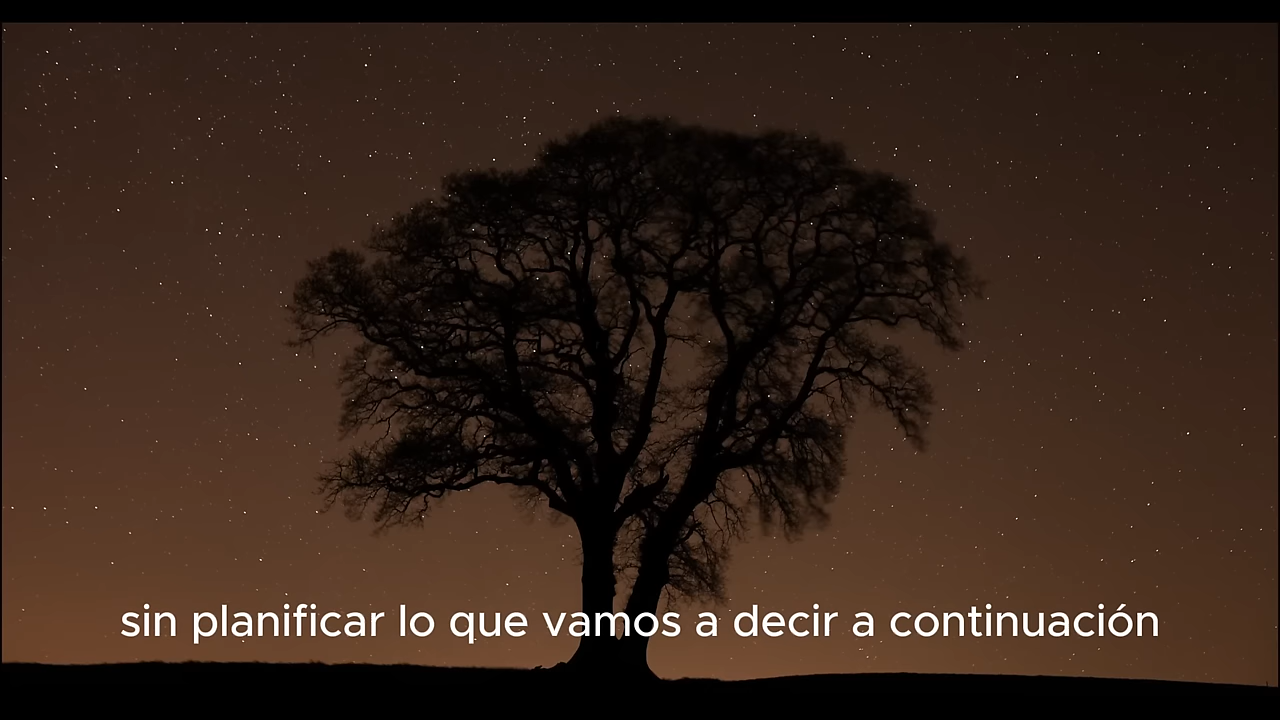 sin planificar lo que vamos a decir a continuación